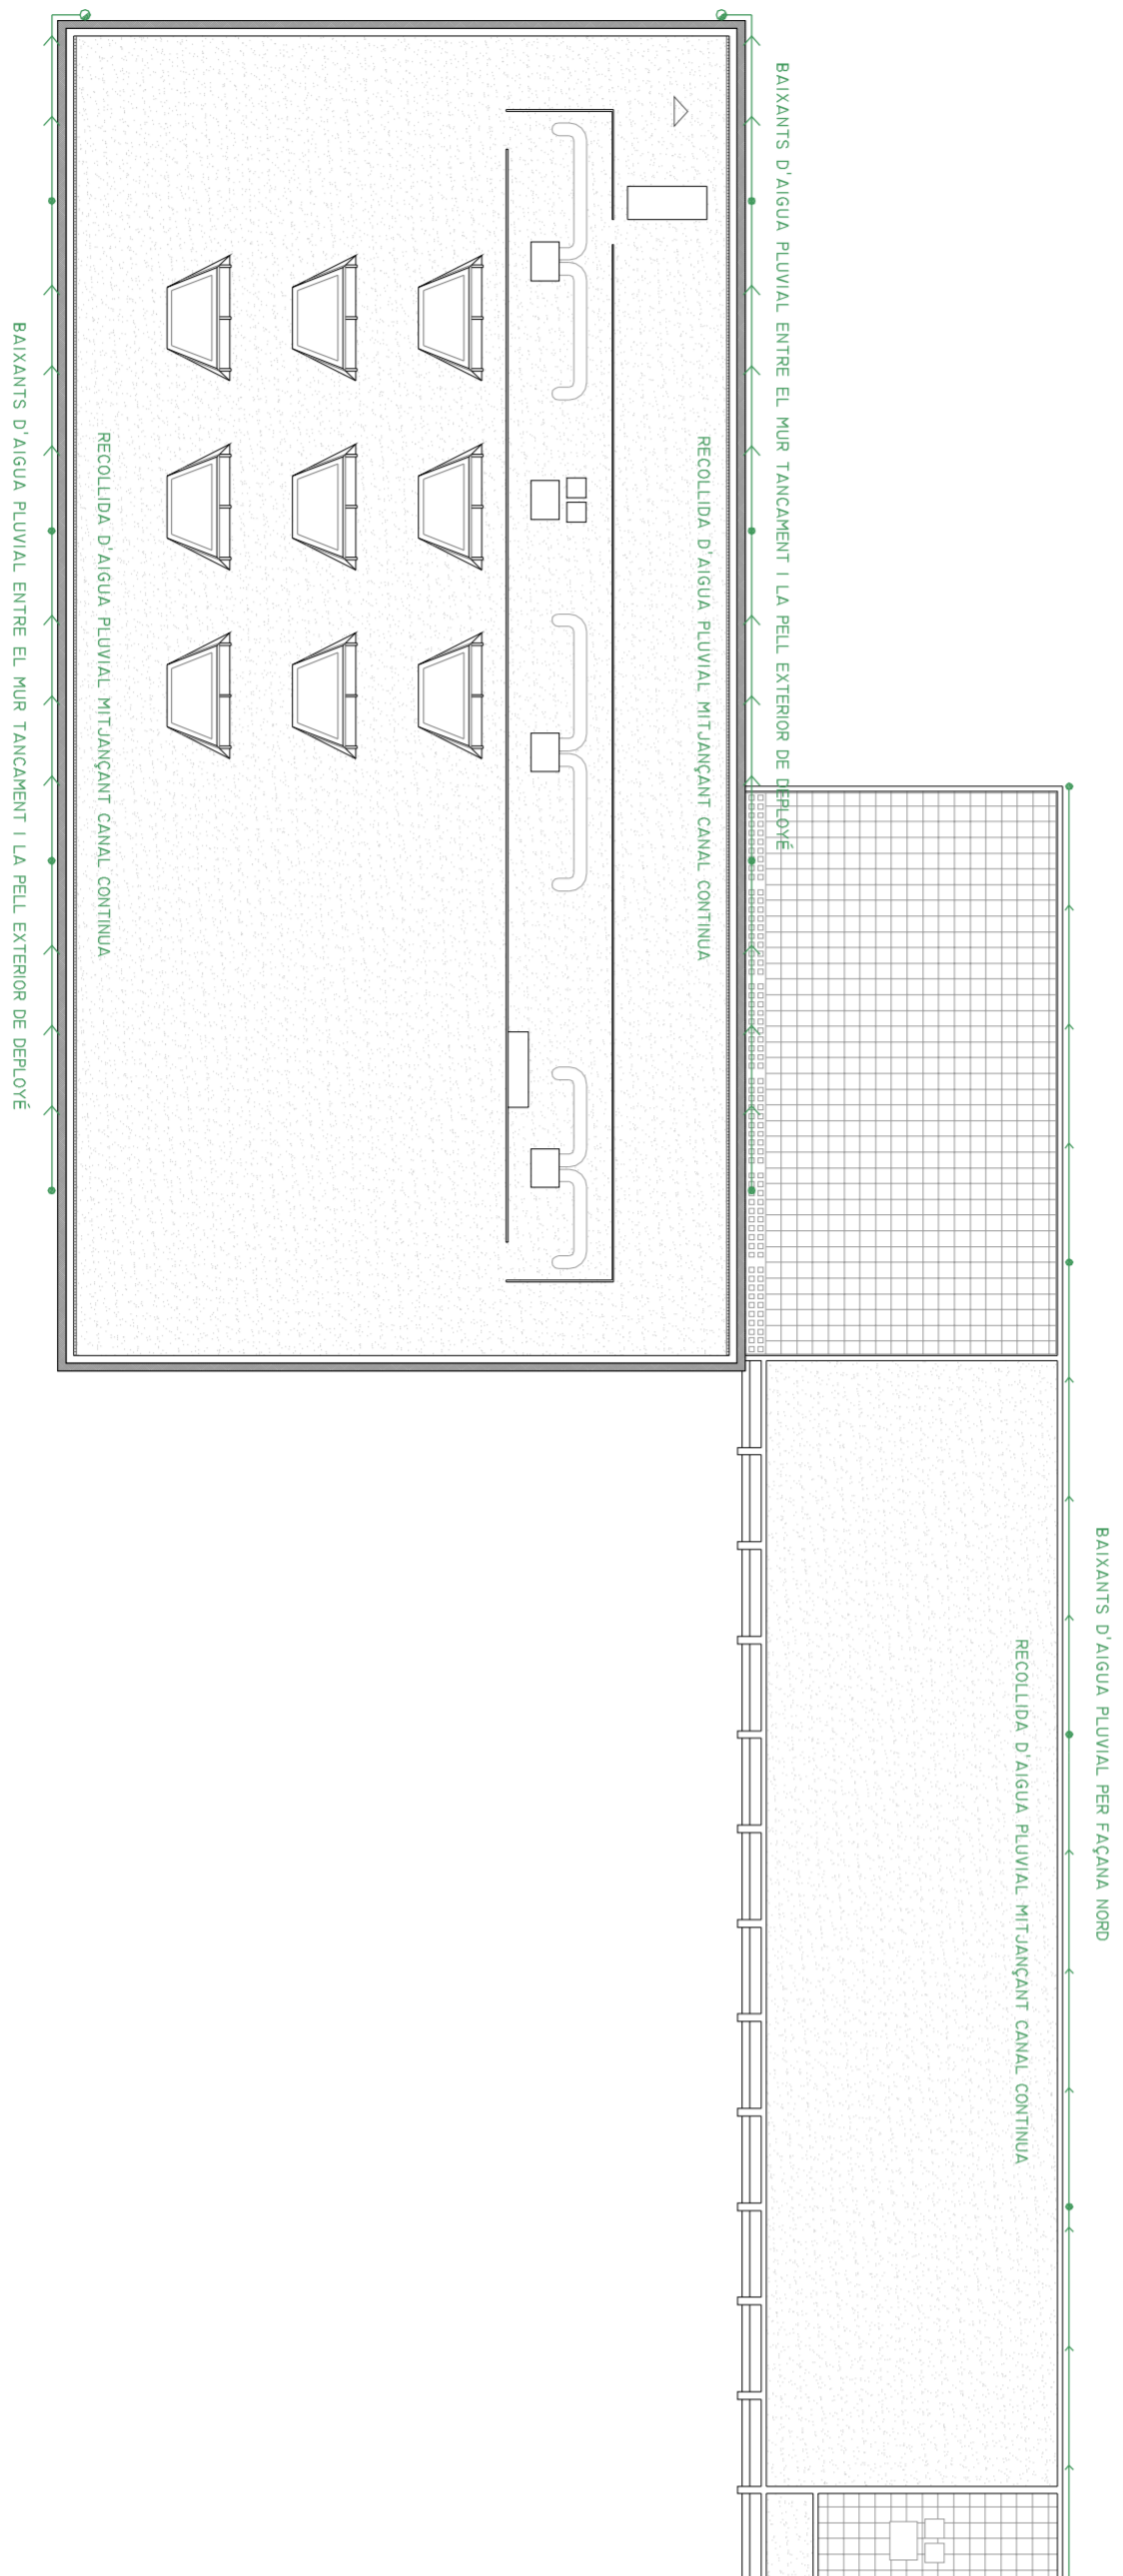 BAIXANTS D'AIGUA PLUVIAL ENTRE EL MUR TANCAMENT I LA PELL EXTERIOR DE DEPLOYÉ
RECOLLIDA D'AIGUA PLUVIAL MITJANÇANT CANAL CONTINUA
RECOLLIDA D'AIGUA PLUVIAL MITJANÇANT CANAL CONTINUA
BAIXANTS D'AIGUA PLUVIAL ENTRE EL MUR TANCAMENT I LA PELL EXTERIOR DE DEPLOYÉ
BAIXANTS D'AIGUA PLUVIAL PER FAÇANA NORD
RECOLLIDA D'AIGUA PLUVIAL MITJANÇANT CANAL CONTINUA